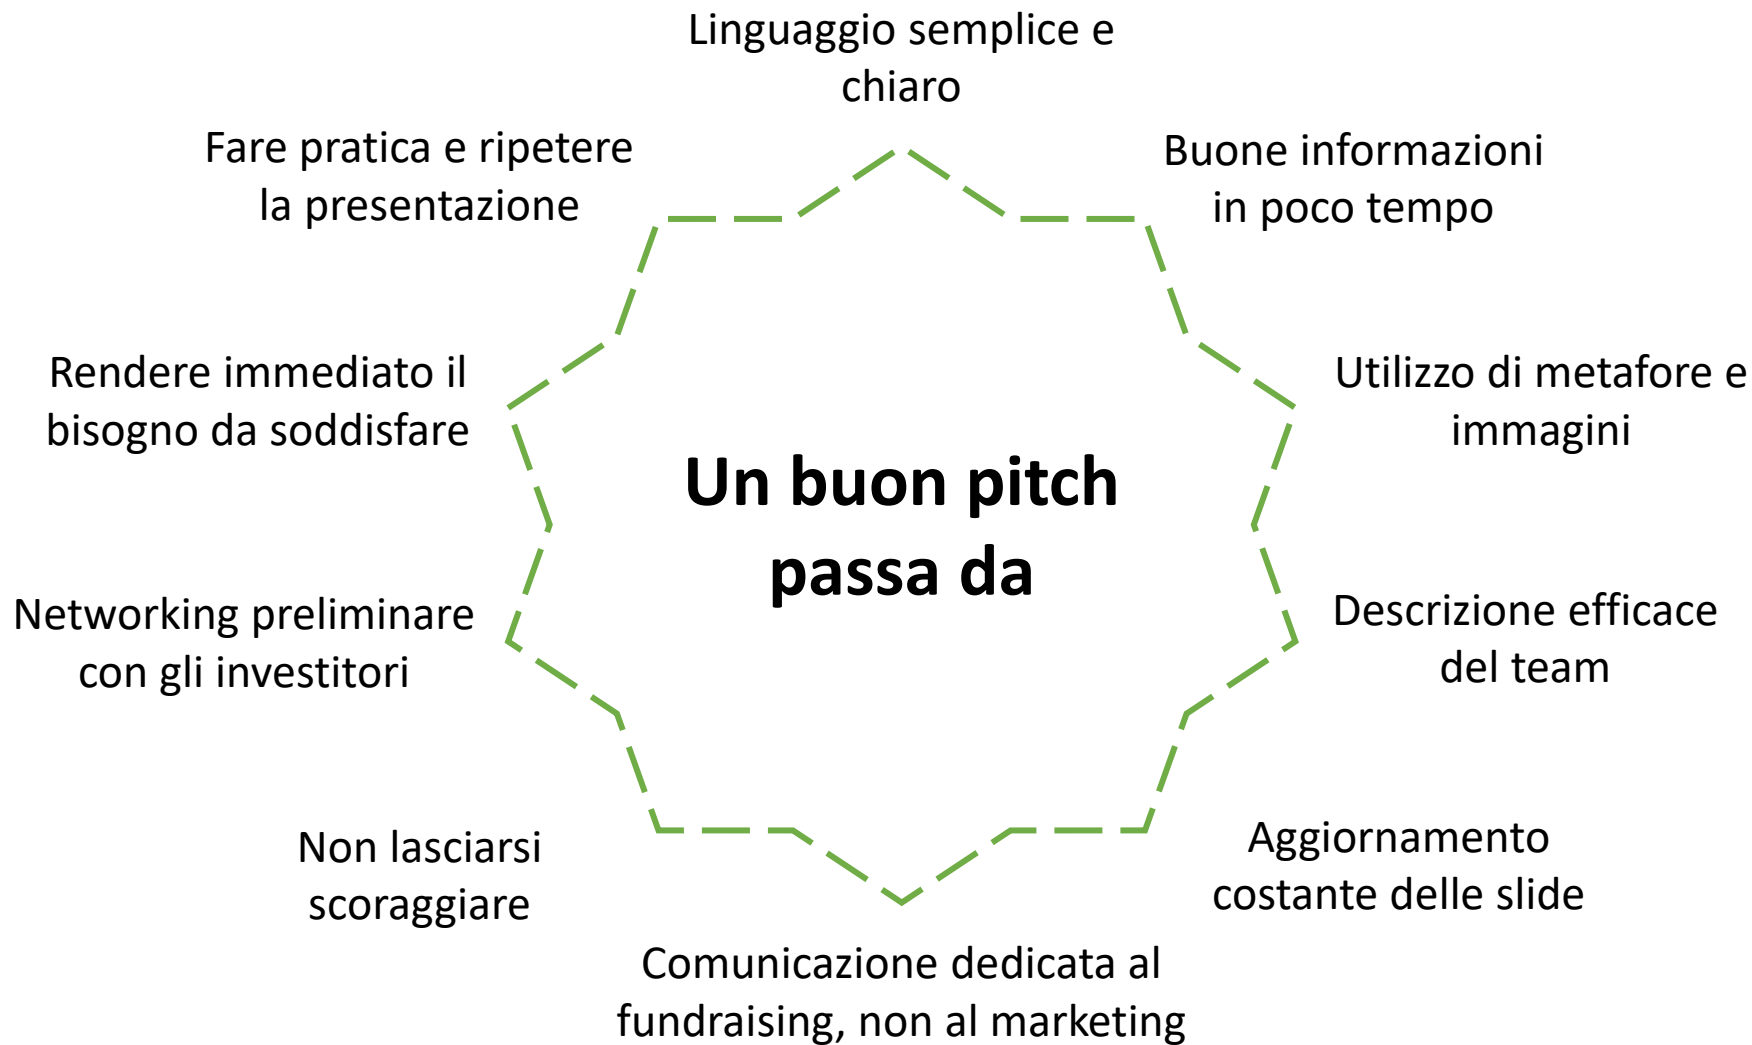 Linguaggio semplice e
chiaro
Buone informazioni
in poco tempo
Utilizzo di metafore e
immagini
Descrizione efficace
del team
Aggiornamento
costante delle slide
Comunicazione dedicata al
fundraising, non al marketing
Non lasciarsi
scoraggiare
Networking preliminare
con gli investitori
Rendere immediato il
bisogno da soddisfare
Fare pratica e ripetere
la presentazione
Un buon pitch
passa da